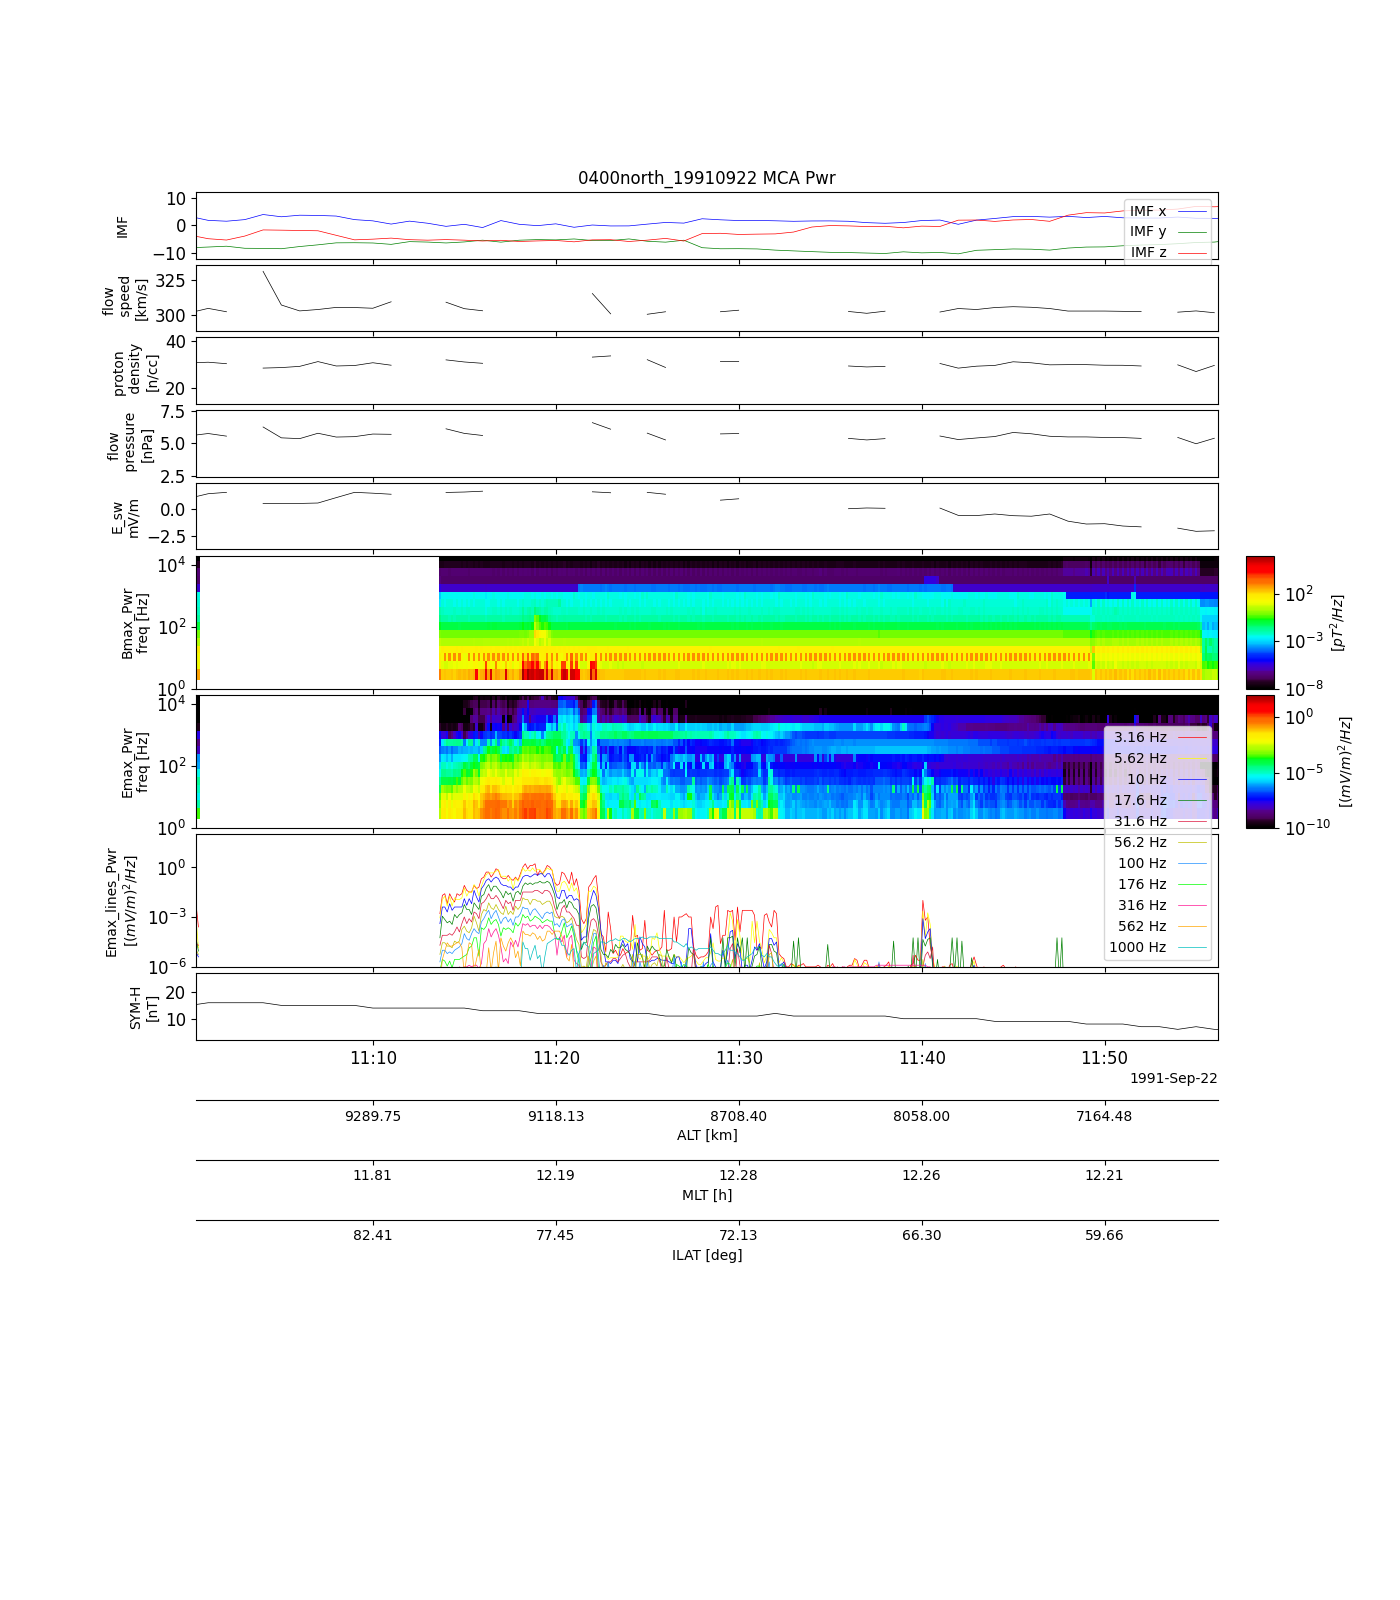 0400north_19910922 MCA Pwr
10
0
−10
IMF
IMF x
IMF y
IMF z
325
300
flow
speed
[km/s]
40
20
proton
density
[n/cc]
7.5
5.0
2.5
flow
pressure
[nPa]
0.0
−2.5
E_sw
mV/m
10^4
10^2
10^0
Bmax_Pwr
freq [Hz]
10^2
10^−3
10^−8
[pT^2/Hz]
10^4
10^2
10^0
Emax_Pwr
freq [Hz]
10^0
10^−5
10^−10
[(mV/m)^2/Hz]
3.16 Hz
5.62 Hz
10 Hz
17.6 Hz
31.6 Hz
56.2 Hz
100 Hz
176 Hz
316 Hz
562 Hz
1000 Hz
10^0
10^−3
10^−6
Emax_lines_Pwr
[(mV/m)^2/Hz]
20
10
SYM-H
[nT]
11:10 11:20 11:30 11:40 11:50
1991-Sep-22
9289.75 9118.13 8708.40 8058.00 7164.48
ALT [km]
11.81 12.19 12.28 12.26 12.21
MLT [h]
82.41 77.45 72.13 66.30 59.66
ILAT [deg]